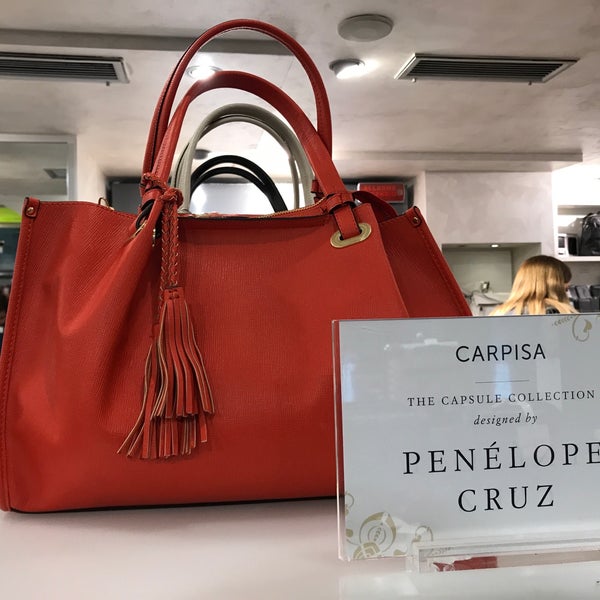 CARPISA
THE CAPSULE COLLECTION
designed by
PENÉLOPE
CRUZ